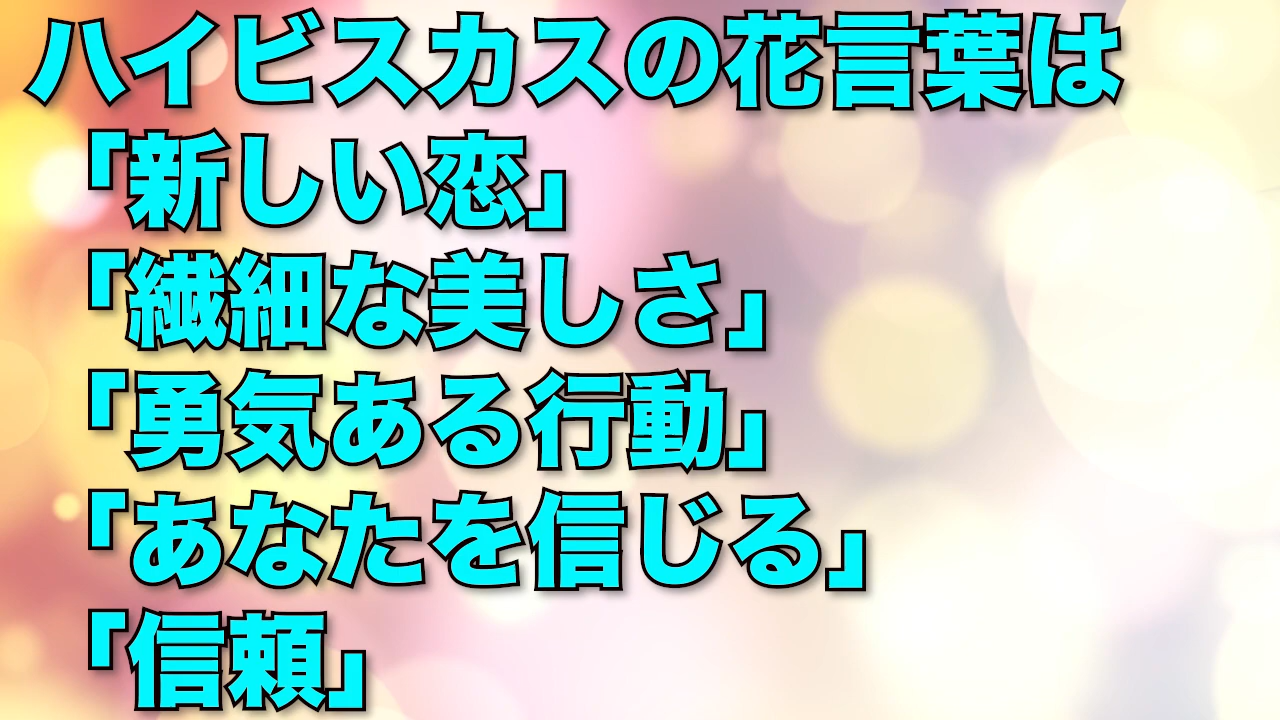 ハイビスカスの花言葉は
「新しい恋」
「繊細な美しさ」
「勇気ある行動」
「あなたを信じる」
「信頼」